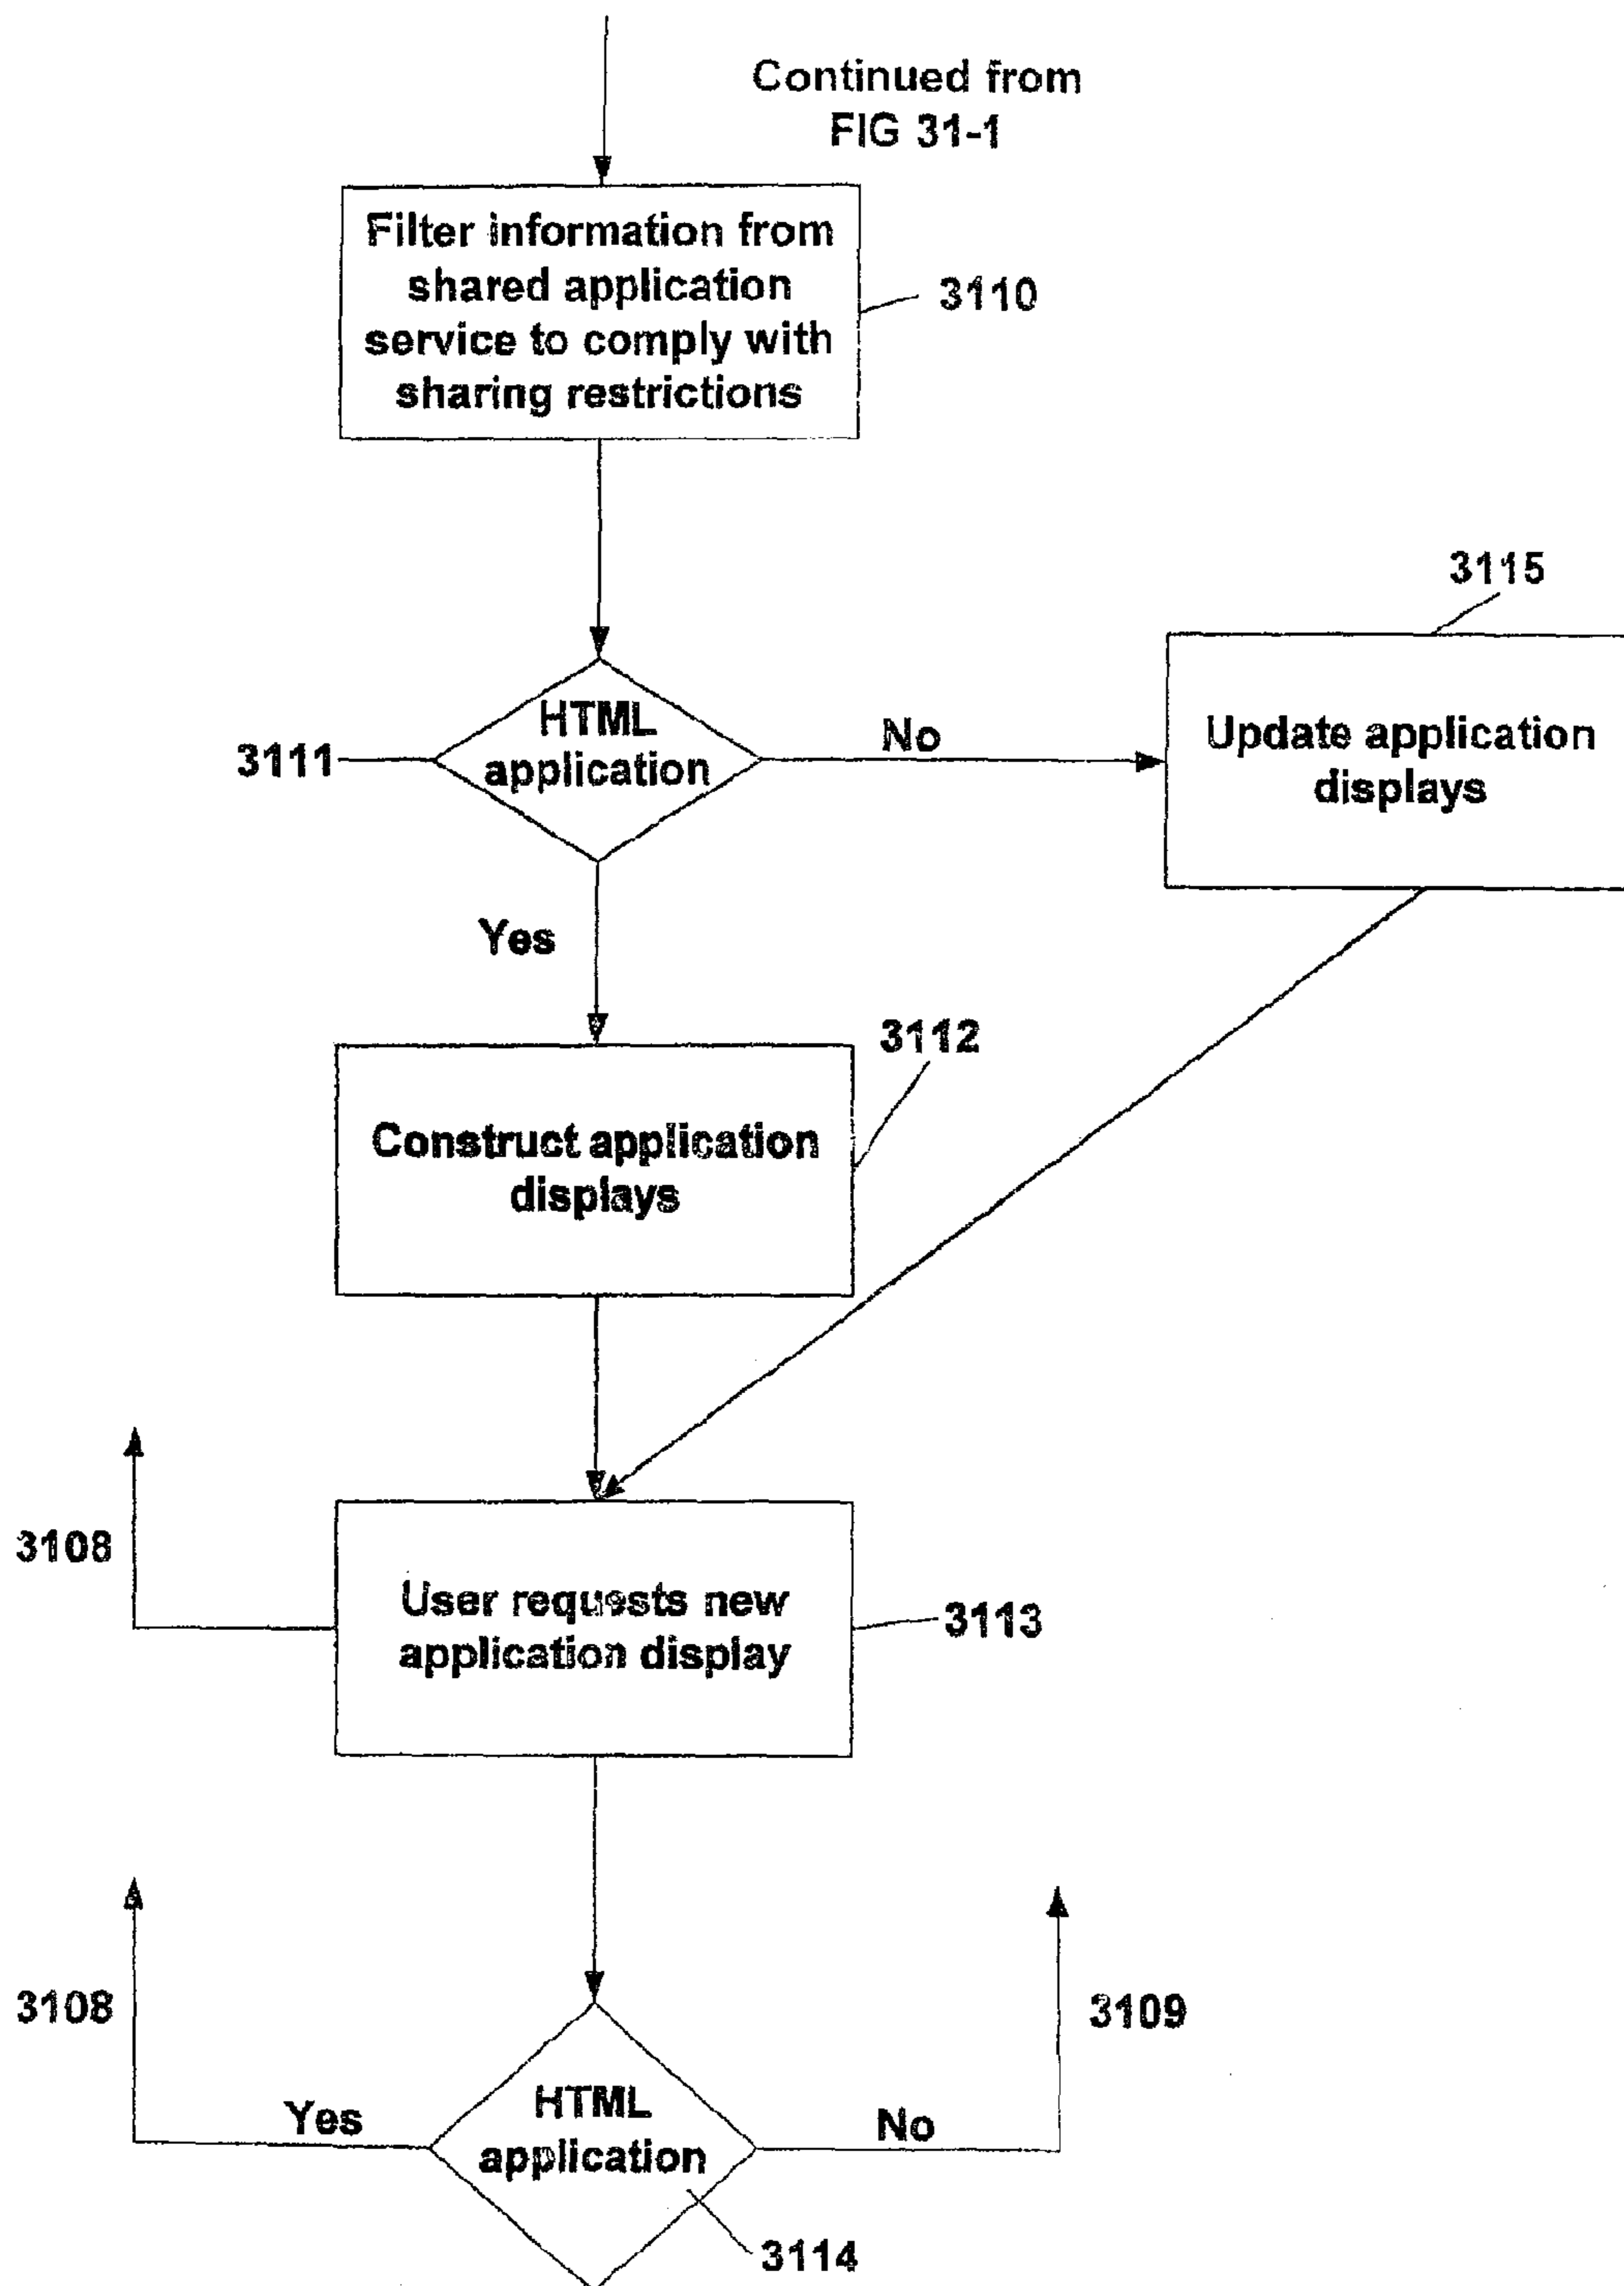 Continued from
FIG 31-1
Filter information from
shared application
service to comply with
sharing restrictions
3110
3115
HTML
application
3111
No
Update application
displays
Yes
3112
Construct application
displays
3108
User requests new
application display
3113
3108
3109
Yes
HTML
application
No
3114